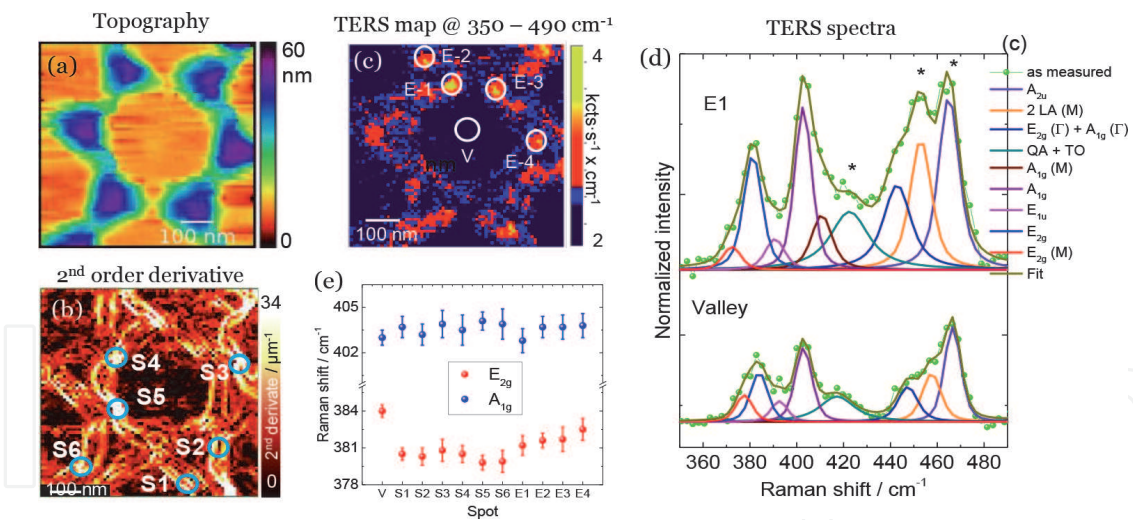 Topography
TERS map @ 350 – 490 cm⁻¹
TERS spectra
(a)
60
nm
0
100 nm
(c)
E-2
E-1
E-3
V
E-4
100 nm
4
kcts·s⁻¹ x cm⁻¹
2
(d)
(c)
E1
*
*
*
as measured
A2u
2 LA (M)
E2g (Γ) + A1g (Γ)
QA + TO
A1g (M)
A1g
E1u
E2g
E2g (M)
Fit
Valley
Normalized intensity
360
380
400
420
440
460
480
Raman shift / cm⁻¹
2nd order derivative
(b)
S4
S3
S5
S2
S6
S1
100 nm
34
2nd derivate / μm⁻¹
0
(e)
405
402
384
381
378
Raman shift / cm⁻¹
E2g
A1g
V S1 S2 S3 S4 S5 S6 E1 E2 E3 E4
Spot